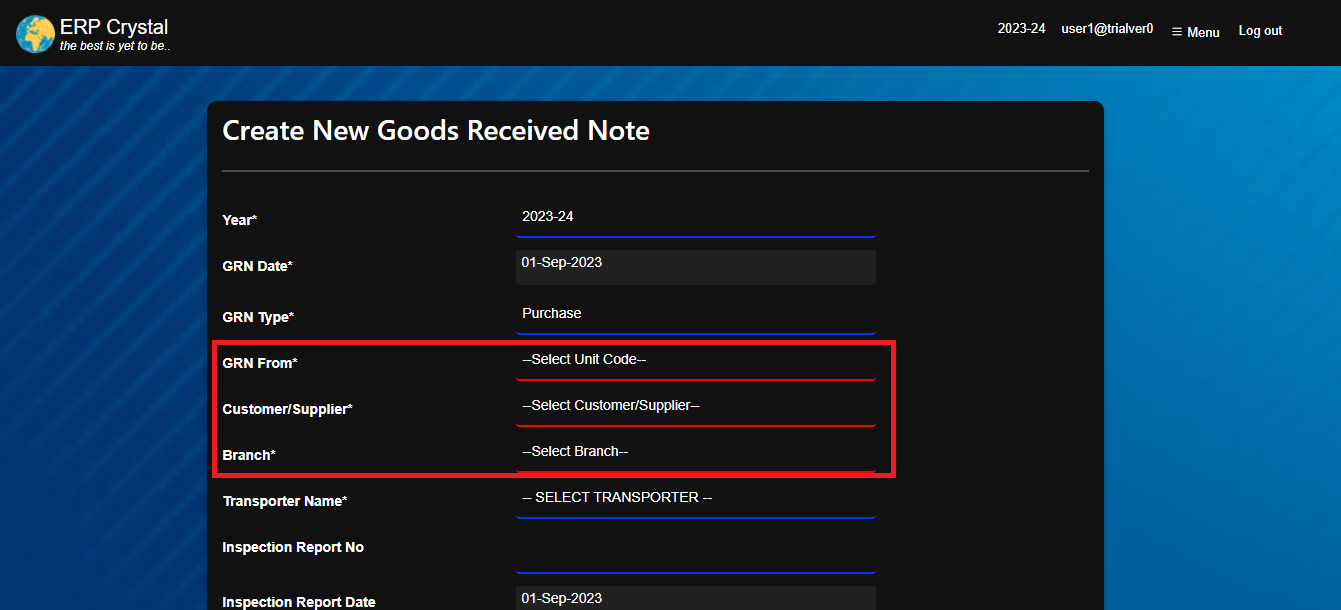 ERP Crystal
the best is yet to be..
2023-24 user1@trialver0 ☰ Menu Log out
Create New Goods Received Note
Year* 2023-24
GRN Date* 01-Sep-2023
GRN Type* Purchase
GRN From* --Select Unit Code--
Customer/Supplier* --Select Customer/Supplier--
Branch* --Select Branch--
Transporter Name* -- SELECT TRANSPORTER --
Inspection Report No
Inspection Report Date 01-Sep-2023